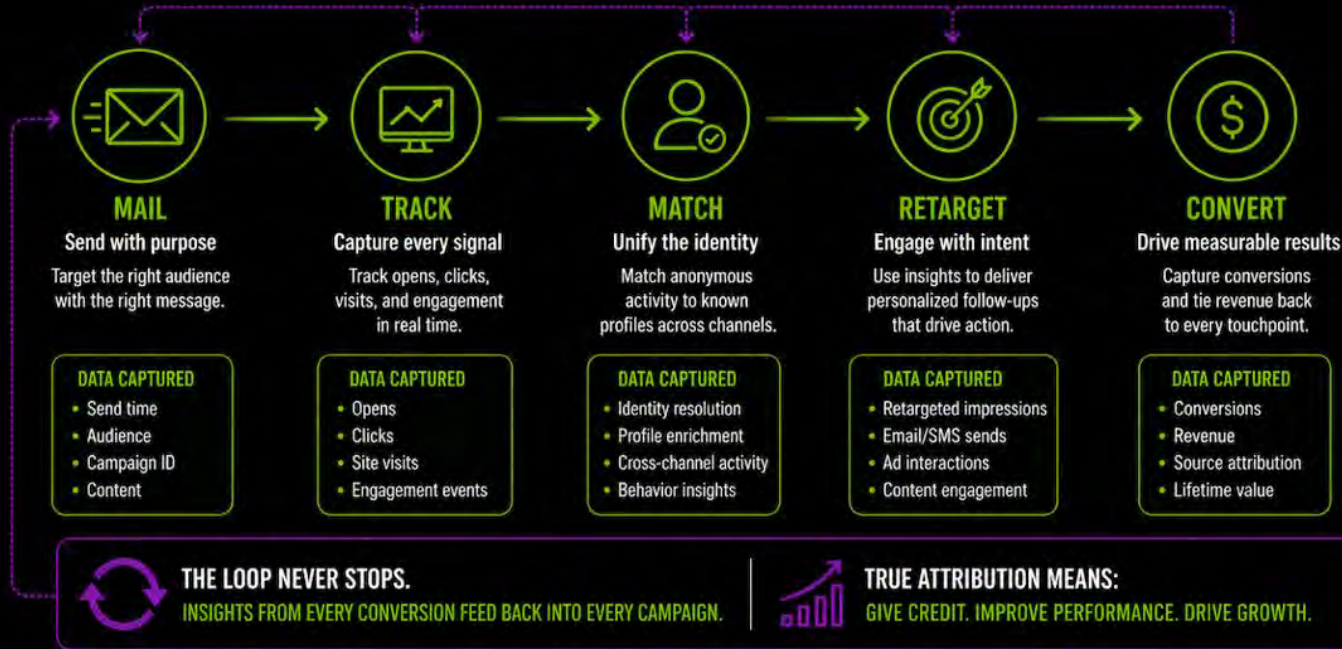 MAIL
Send with purpose
Target the right audience
with the right message.
DATA CAPTURED
• Send time
• Audience
• Campaign ID
• Content
TRACK
Capture every signal
Track opens, clicks,
visits, and engagement
in real time.
DATA CAPTURED
• Opens
• Clicks
• Site visits
• Engagement events
MATCH
Unify the identity
Match anonymous
activity to known
profiles across channels.
DATA CAPTURED
• Identity resolution
• Profile enrichment
• Cross-channel activity
• Behavior insights
RETARGET
Engage with intent
Use insights to deliver
personalized follow-ups
that drive action.
DATA CAPTURED
• Retargeted impressions
• Email/SMS sends
• Ad interactions
• Content engagement
$
CONVERT
Drive measurable results
Capture conversions
and tie revenue back
to every touchpoint.
DATA CAPTURED
• Conversions
• Revenue
• Source attribution
• Lifetime value
THE LOOP NEVER STOPS.
INSIGHTS FROM EVERY CONVERSION FEED BACK INTO EVERY CAMPAIGN.
TRUE ATTRIBUTION MEANS:
GIVE CREDIT. IMPROVE PERFORMANCE. DRIVE GROWTH.